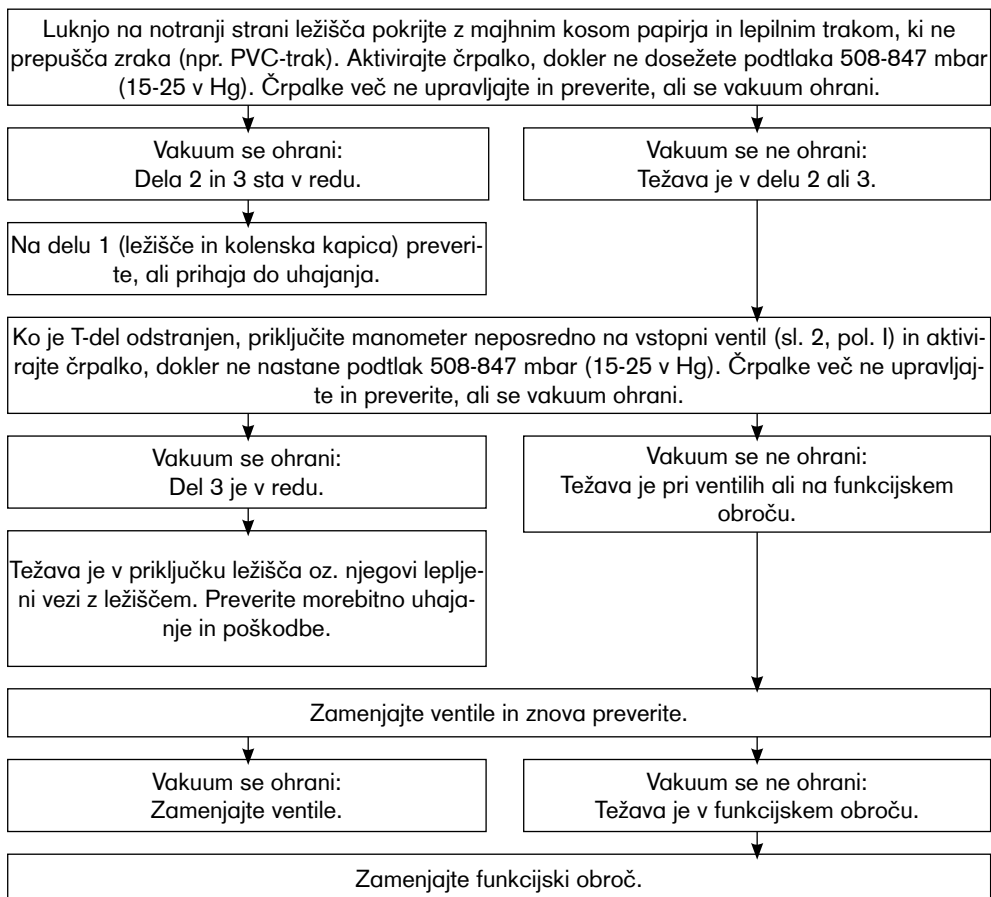 Luknjo na notranji strani ležišča pokrijte z majhnim kosom papirja in lepilnim trakom, ki ne
prepušča zraka (npr. PVC-trak). Aktivirajte črpalko, dokler ne dosežete podtlaka 508-847 mbar
(15-25 v Hg). Črpalke več ne upravljajte in preverite, ali se vakuum ohrani.
Vakuum se ohrani:
Dela 2 in 3 sta v redu.
Vakuum se ne ohrani:
Težava je v delu 2 ali 3.
Na delu 1 (ležišče in kolenska kapica) preveri-
te, ali prihaja do uhajanja.
Ko je T-del odstranjen, priključite manometer neposredno na vstopni ventil (sl. 2, pol. I) in aktivi-
rajte črpalko, dokler ne nastane podtlak 508-847 mbar (15-25 v Hg). Črpalke več ne upravljaj-
te in preverite, ali se vakuum ohrani.
Vakuum se ohrani:
Del 3 je v redu.
Vakuum se ne ohrani:
Težava je pri ventilih ali na funkcijskem
obroču.
Težava je v priključku ležišča oz. njegovi leplje-
ni vezi z ležiščem. Preverite morebitno uhaja-
nje in poškodbe.
Zamenjajte ventile in znova preverite.
Vakuum se ohrani:
Zamenjajte ventile.
Vakuum se ne ohrani:
Težava je v funkcijskem obroču.
Zamenjajte funkcijski obroč.